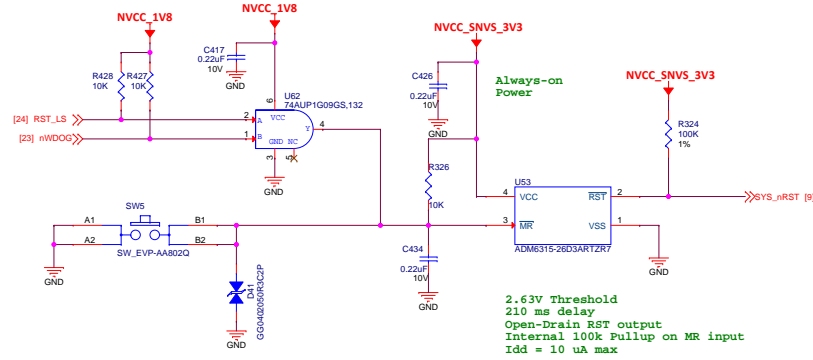 NVCC_1V8
NVCC_1V8
C417
0.22uF
10V
GND
R428
10K
R427
10K
U62
74AUP1G09GS,132
[24] RST_LS
[23] nWDOG
2
A
1
B
6
VCC
Y
4
GND
NC
3
5
GND
NVCC_SNVS_3V3
C426
0.22uF
10V
GND
Always-on
Power
NVCC_SNVS_3V3
R324
100K
1%
R326
10K
U53
4
VCC
RST
2
SYS_nRST [9]
3
MR
VSS
1
ADM6315-26D3ARTZR7
GND
SW5
A1
B1
A2
B2
SW_EVP-AA802Q
GND
D41
GG0402050R3C2P
GND
C434
0.22uF
10V
GND
2.63V Threshold
210 ms delay
Open-Drain RST output
Internal 100k Pullup on MR input
Idd = 10 uA max